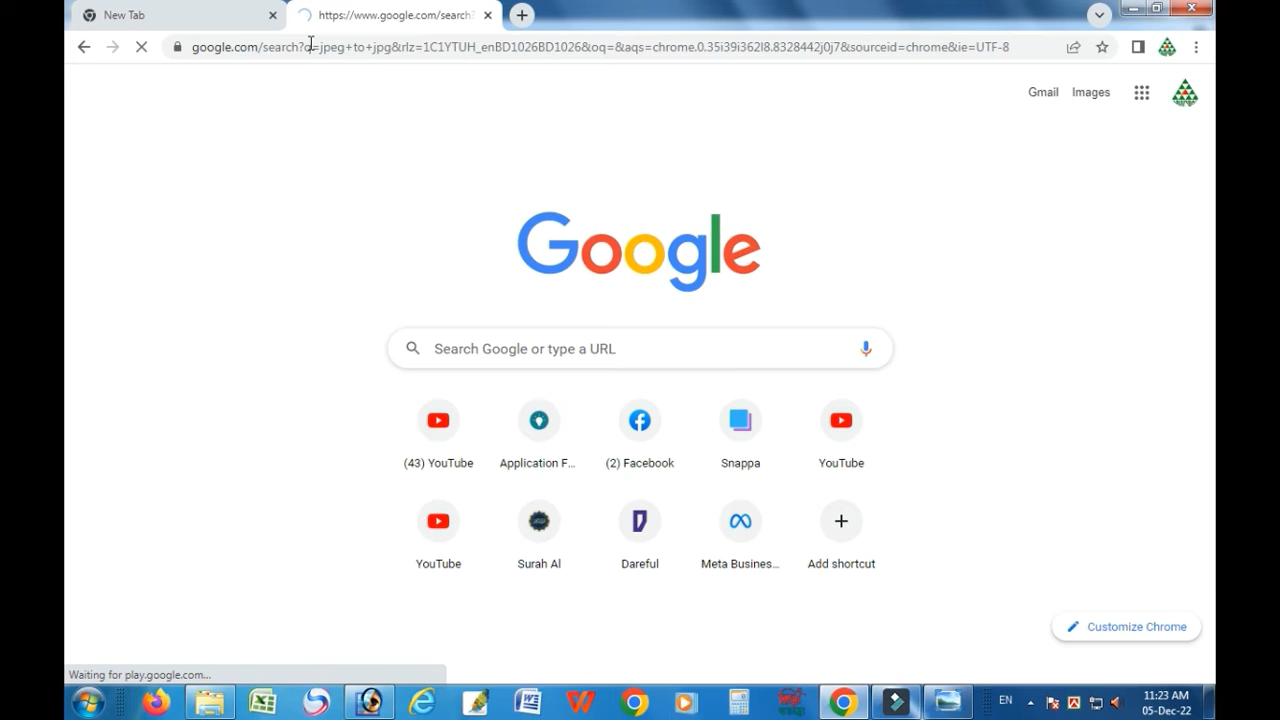 New Tab
https://www.google.com/search?
google.com/search?q=jpeg+to+jpg&rlz=1C1YTUH_enBD1026BD1026&oq=&aqs=chrome.0.35i39i362l8.8328442j0j7&sourceid=chrome&ie=UTF-8
Gmail Images
Google
Search Google or type a URL
(43) YouTube Application F... (2) Facebook Snappa YouTube
YouTube Surah Al Dareful Meta Busines... Add shortcut
Customize Chrome
Waiting for play.google.com...
EN 11:23 AM
05-Dec-22